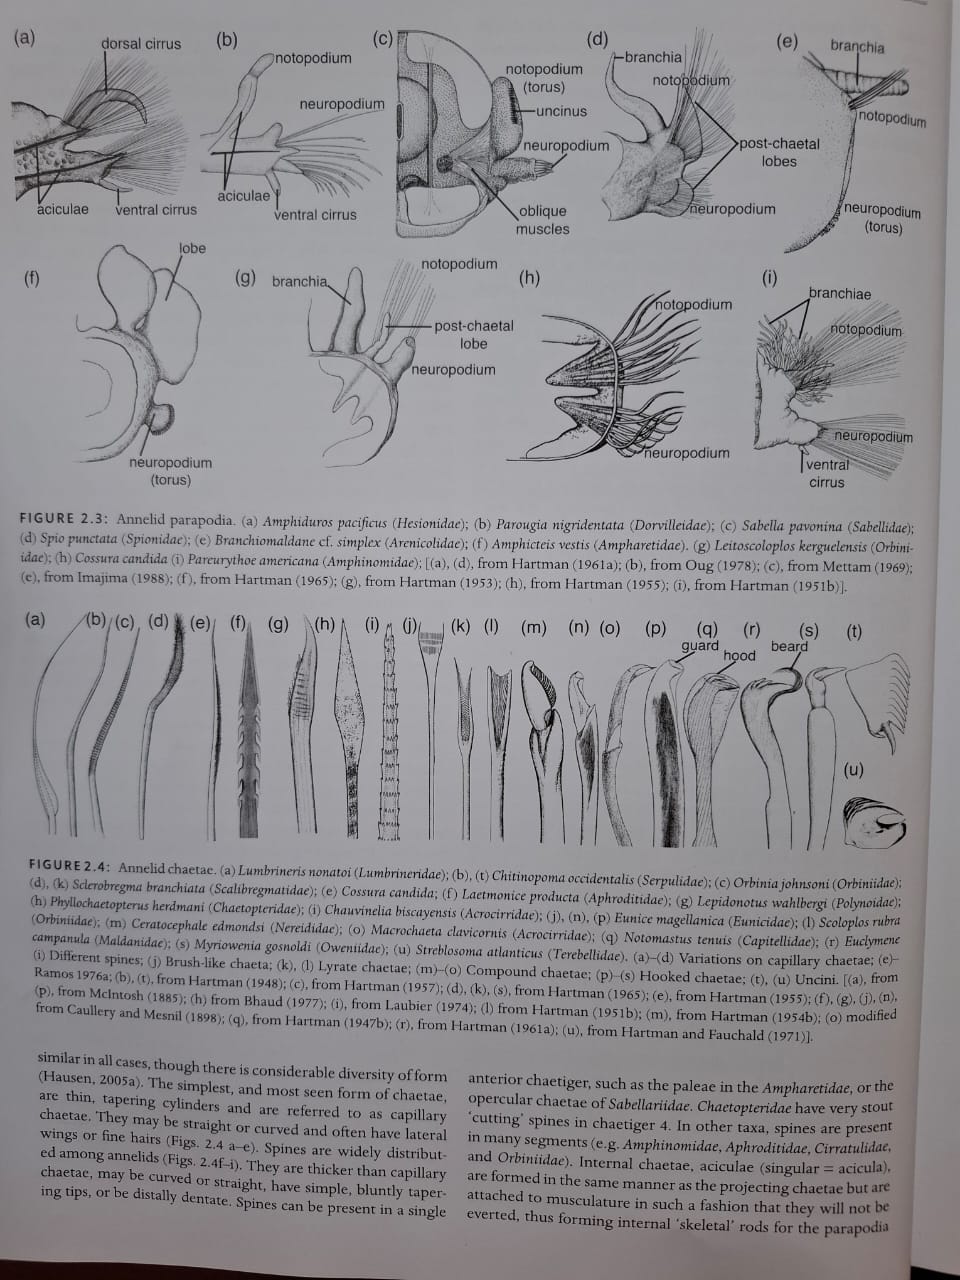 (a)
dorsal cirrus
aciculae
ventral cirrus
(b)
notopodium
neuropodium
aciculae
ventral cirrus
(c)
notopodium
(torus)
uncinus
neuropodium
oblique
muscles
(d)
branchia
notopodium
post-chaetal
lobes
neuropodium
(e)
branchia
notopodium
neuropodium
(torus)
(f)
lobe
neuropodium
(torus)
(g)
branchia
notopodium
post-chaetal
lobe
neuropodium
(h)
notopodium
neuropodium
(i)
branchiae
notopodium
neuropodium
ventral
cirrus
FIGURE 2.3: Annelid parapodia. (a) Amphiduros pacificus (Hesionidae); (b) Parougia nigridentata (Dorvilleidae); (c) Sabella pavonina (Sabellidae);
(d) Spio punctata (Spionidae); (e) Branchiomaldane cf. simplex (Arenicolidae); (f) Amphicteis vestis (Ampharetidae). (g) Leitoscoloplos kerguelensis (Orbini-
idae); (h) Cossura candida (i) Pareurythoe americana (Amphinomidae); [(a), (d), from Hartman (1961a); (b), from Oug (1978); (c), from Mettam (1969);
(e), from Imajima (1988); (f), from Hartman (1965); (g), from Hartman (1953); (h), from Hartman (1955); (i), from Hartman (1951b)].
(a) (b) (c) (d) (e) (f) (g) (h) (i) (j) (k) (l) (m) (n) (o) (p) (q) (r) (s) (t)
guard
hood
beard
(u)
FIGURE 2.4: Annelid chaetae. (a) Lumbrineris nonatoi (Lumbrineridae); (b), (t) Chitinopoma occidentalis (Serpulidae); (c) Orbinia johnsoni (Orbiniidae);
(d), (k) Sclerobregma branchiata (Scalibregmatidae); (e) Cossura candida; (f) Laetmonice producta (Aphroditidae); (g) Lepidonotus wahlbergi (Polynoidae);
(h) Phyllochaetopterus herdmani (Chaetopteridae); (i) Chauvinelia biscayensis (Acrocirridae); (j), (n), (p) Eunice magellanica (Eunicidae); (l) Scoloplos rubra
(Orbiniidae); (m) Ceratocephale edmondsi (Nereididae); (o) Macrochaeta clavicornis (Acrocirridae); (q) Notomastus tenuis (Capitellidae); (r) Euclymene
campanula (Maldanidae); (s) Myriowenia gosnoldi (Oweniidae); (u) Streblosoma atlanticus (Terebellidae). (a)–(d) Variations on capillary chaetae; (e)–
(i) Different spines; (j) Brush-like chaeta; (k), (l) Lyrate chaetae; (m)–(o) Compound chaetae; (p)–(s) Hooked chaetae; (t), (u) Uncini. [(a), from
Ramos 1976a; (b), (t), from Hartman (1948); (c), from Hartman (1957); (d), (k), (s), from Hartman (1965); (e), from Hartman (1955); (f), (g), (j), (n),
(p), from McIntosh (1885); (h) from Bhaud (1977); (i), from Laubier (1974); (l) from Hartman (1951b); (m), from Hartman (1954b); (o) modified
from Caullery and Mesnil (1898); (q), from Hartman (1947b); (r), from Hartman (1961a); (u), from Hartman and Fauchald (1971)].
similar in all cases, though there is considerable diversity of form
(Hausen, 2005a). The simplest, and most seen form of chaetae,
are thin, tapering cylinders and are referred to as capillary
chaetae. They may be straight or curved and often have lateral
wings or fine hairs (Figs. 2.4 a–e). Spines are widely distribut-
ed among annelids (Figs. 2.4f–i). They are thicker than capillary
chaetae, may be curved or straight, have simple, bluntly taper-
ing tips, or be distally dentate. Spines can be present in a single
anterior chaetiger, such as the paleae in the Ampharetidae, or the
opercular chaetae of Sabellariidae. Chaetopteridae have very stout
‘cutting’ spines in chaetiger 4. In other taxa, spines are present
in many segments (e.g. Amphinomidae, Aphroditidae, Cirratulidae,
and Orbiniidae). Internal chaetae, aciculae (singular = acicula),
are formed in the same manner as the projecting chaetae but are
attached to musculature in such a fashion that they will not be
everted, thus forming internal ‘skeletal’ rods for the parapodia